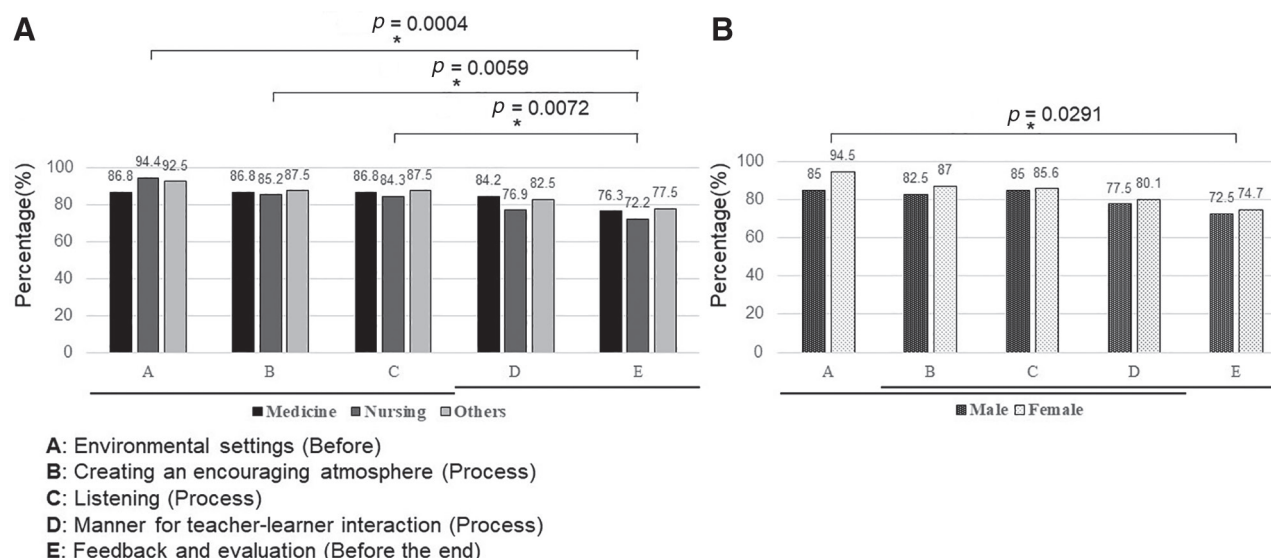 A
p = 0.0004
*
p = 0.0059
*
p = 0.0072
*
Percentage(%)
100
80
60
40
20
0
86.8 94.4 92.5
86.8 85.2 87.5
86.8 84.3 87.5
84.2 76.9 82.5
76.3 72.2 77.5
A B C D E
Medicine Nursing Others
B
p = 0.0291
*
Percentage(%)
100
80
60
40
20
0
85 94.5
82.5 87
85 85.6
77.5 80.1
72.5 74.7
A B C D E
Male Female
A: Environmental settings (Before)
B: Creating an encouraging atmosphere (Process)
C: Listening (Process)
D: Manner for teacher-learner interaction (Process)
E: Feedback and evaluation (Before the end)